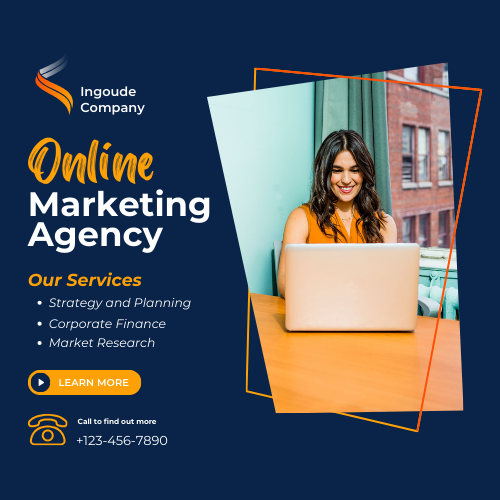 Ingoude
Company
Online
Marketing
Agency
Our Services
• Strategy and Planning
• Corporate Finance
• Market Research
LEARN MORE
Call to find out more
+123-456-7890